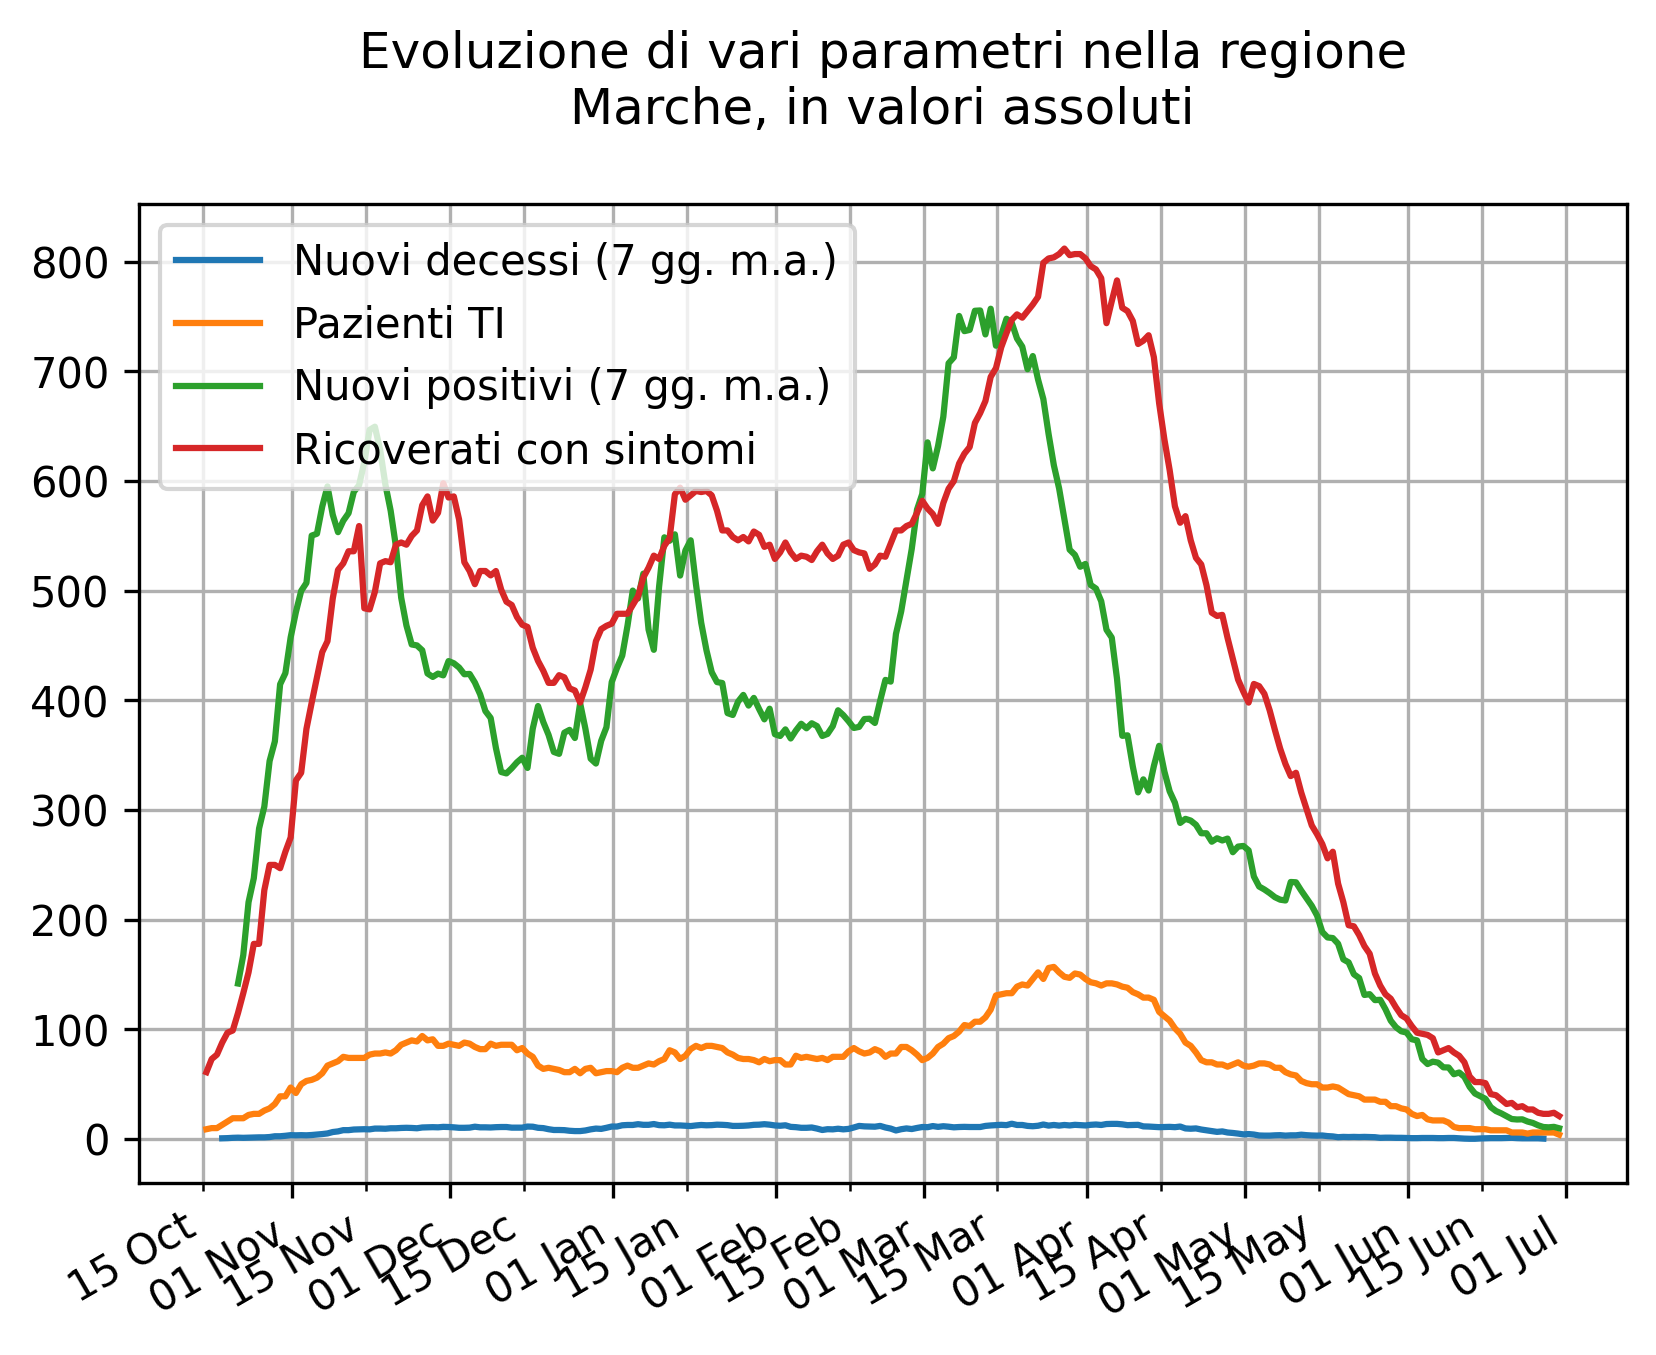 Evoluzione di vari parametri nella regione
Marche, in valori assoluti
Nuovi decessi (7 gg. m.a.)
Pazienti TI
Nuovi positivi (7 gg. m.a.)
Ricoverati con sintomi
800
700
600
500
400
300
200
100
0
15 Oct
01 Nov
15 Nov
01 Dec
15 Dec
01 Jan
15 Jan
01 Feb
15 Feb
01 Mar
15 Mar
01 Apr
15 Apr
01 May
15 May
01 Jun
15 Jun
01 Jul